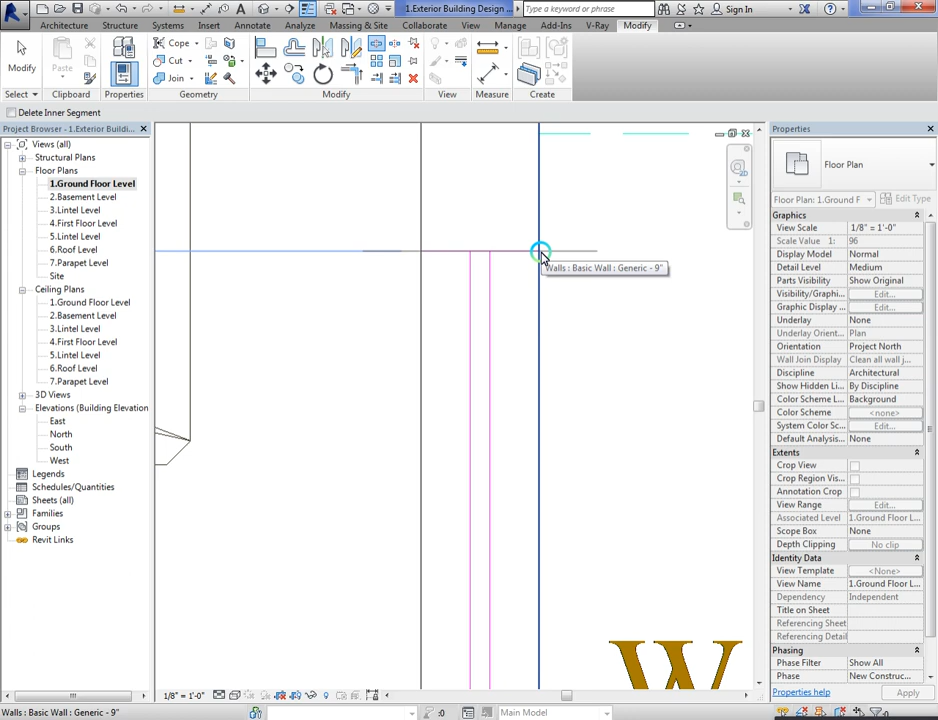 1.Exterior Building Design ...
Type a keyword or phrase
Sign In
Architecture Structure Systems Insert Annotate Analyze Massing & Site Collaborate View Manage Add-Ins V-Ray Modify
Modify
Paste
Cope
Cut
Join
Select Clipboard Properties Geometry Modify View Measure Create
Delete Inner Segment
Project Browser - 1.Exterior Buildi...
Views (all)
Structural Plans
Floor Plans
1.Ground Floor Level
2.Basement Level
3.Lintel Level
4.First Floor Level
5.Lintel Level
6.Roof Level
7.Parapet Level
Site
Ceiling Plans
1.Ground Floor Level
2.Basement Level
3.Lintel Level
4.First Floor Level
5.Lintel Level
6.Roof Level
7.Parapet Level
3D Views
Elevations (Building Elevation
East
North
South
West
Legends
Schedules/Quantities
Sheets (all)
Families
Groups
Revit Links
Walls : Basic Wall : Generic - 9"
W
Properties
Floor Plan
Floor Plan: 1.Ground F
Edit Type
Graphics
View Scale 1/8" = 1'-0"
Scale Value 1: 96
Display Model Normal
Detail Level Medium
Parts Visibility Show Original
Visibility/Graphi... Edit...
Graphic Display ... Edit...
Underlay None
Underlay Orient... Plan
Orientation Project North
Wall Join Display Clean all wall j...
Discipline Architectural
Show Hidden Li... By Discipline
Color Scheme L... Background
Color Scheme <none>
System Color Sc... Edit...
Default Analysis... None
Extents
Crop View
Crop Region Vis...
Annotation Crop
View Range Edit...
Associated Level 1.Ground Floor L...
Scope Box None
Depth Clipping No clip
Identity Data
View Template <None>
View Name 1.Ground Floor L...
Dependency Independent
Title on Sheet
Referencing Sheet
Referencing Detail
Phasing
Phase Filter Show All
Phase New Construc...
Properties help
Apply
1/8" = 1'-0"
Walls : Basic Wall : Generic - 9"
:0
Main Model